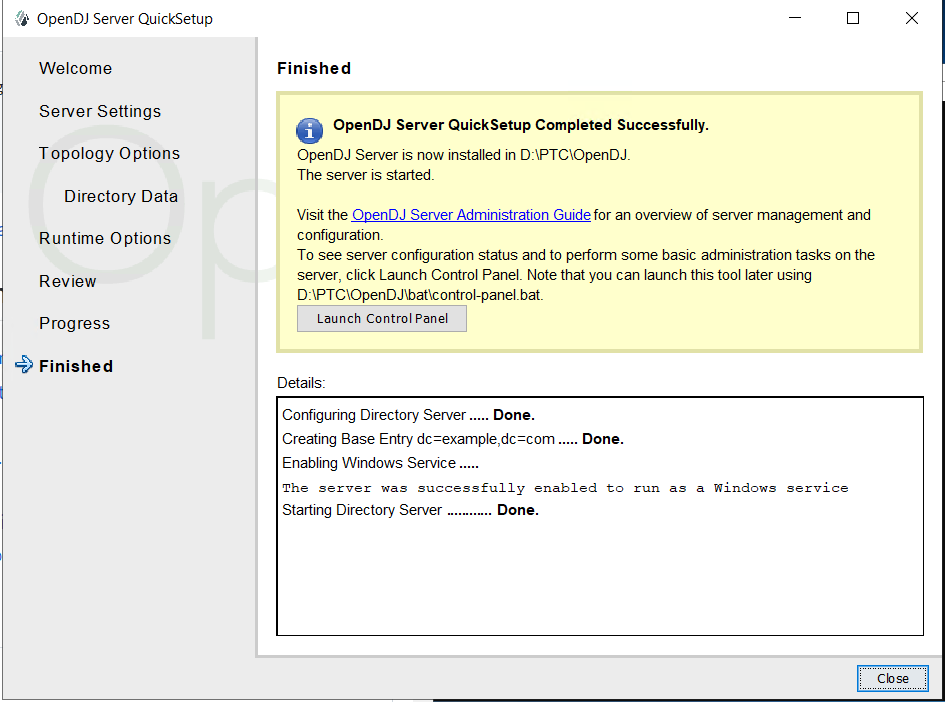 OpenDJ Server QuickSetup
Welcome
Server Settings
Topology Options
Directory Data
Runtime Options
Review
Progress
Finished
Finished
OpenDJ Server QuickSetup Completed Successfully.
OpenDJ Server is now installed in D:\PTC\OpenDJ.
The server is started.
Visit the OpenDJ Server Administration Guide for an overview of server management and
configuration.
To see server configuration status and to perform some basic administration tasks on the
server, click Launch Control Panel. Note that you can launch this tool later using
D:\PTC\OpenDJ\bat\control-panel.bat.
Launch Control Panel
Details:
Configuring Directory Server ..... Done.
Creating Base Entry dc=example,dc=com ..... Done.
Enabling Windows Service .....
The server was successfully enabled to run as a Windows service
Starting Directory Server ............ Done.
Close